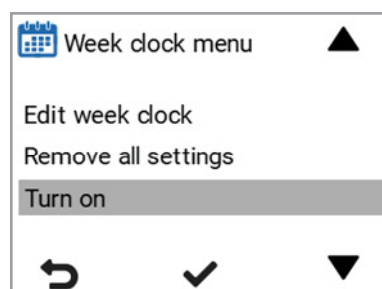 Week clock menu
Edit week clock
Remove all settings
Turn on